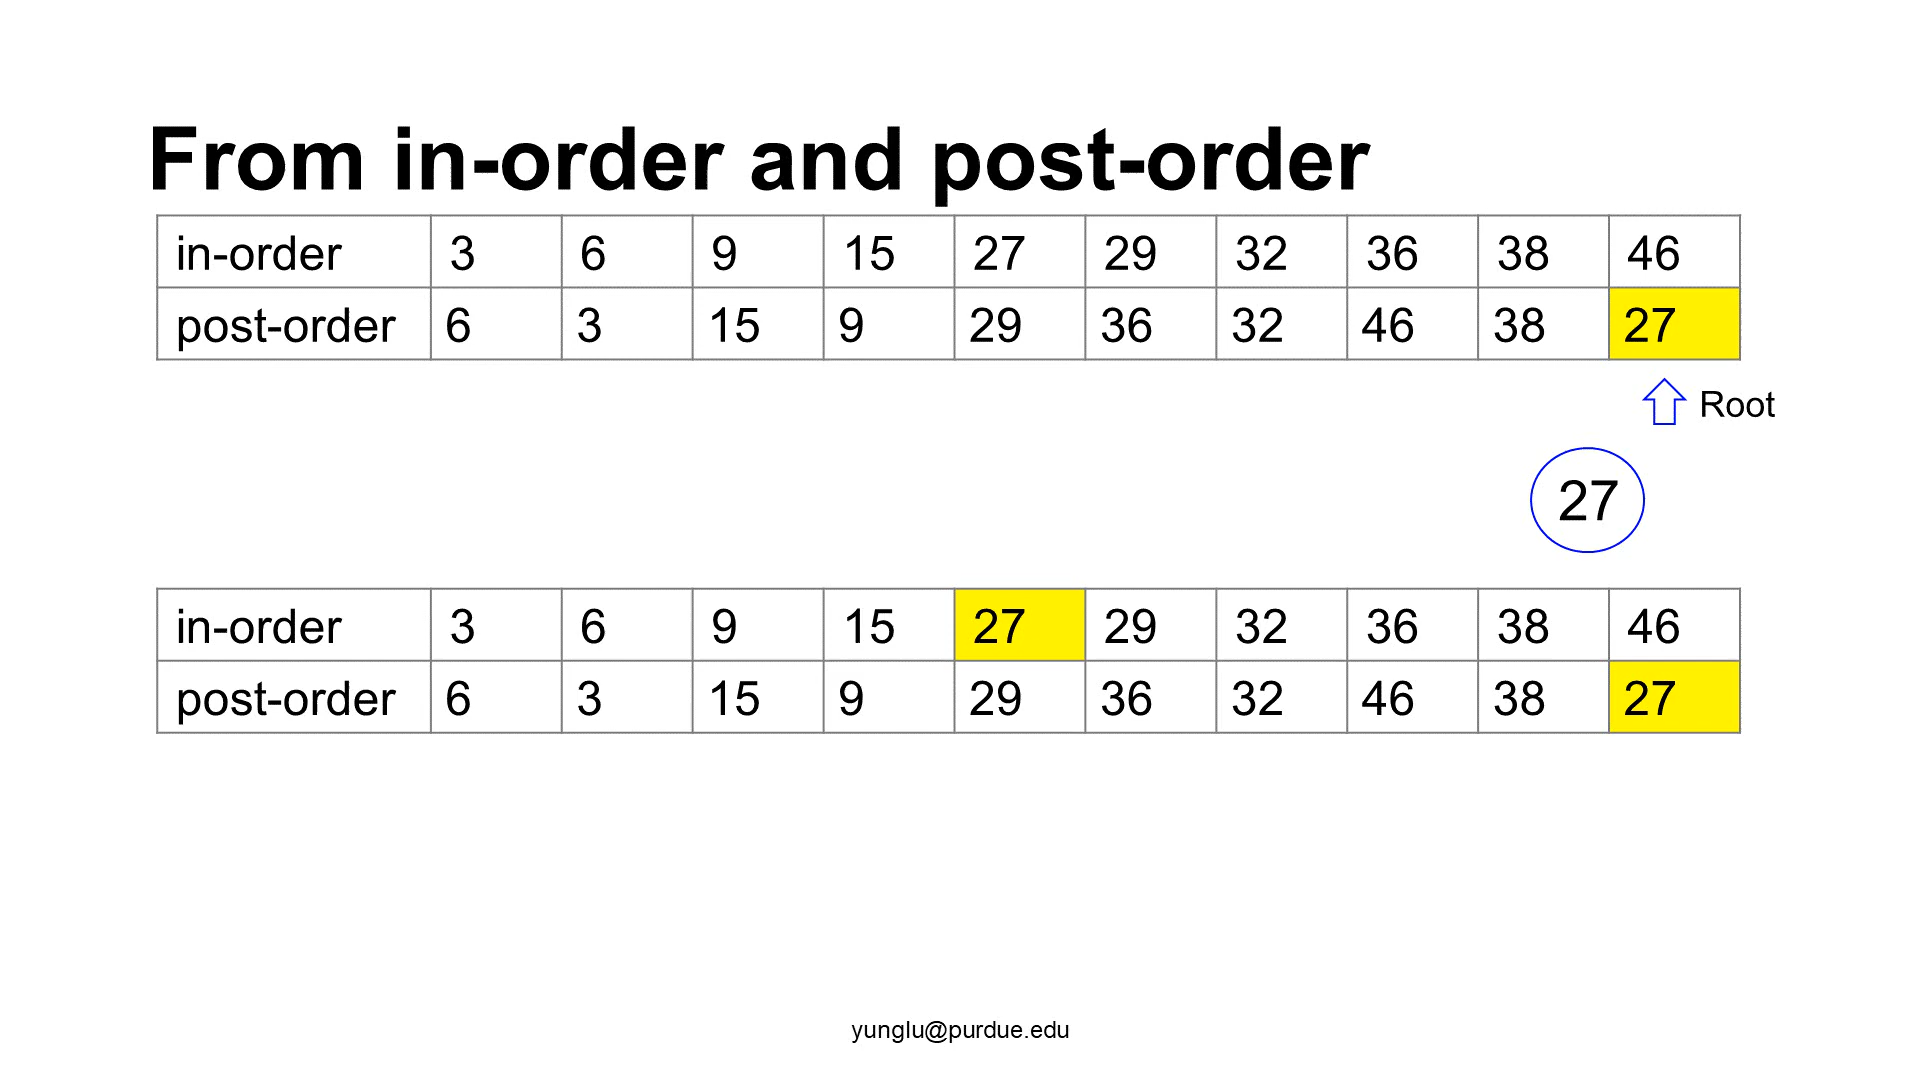 From in-order and post-order
in-order 3 6 9 15 27 29 32 36 38 46
post-order 6 3 15 9 29 36 32 46 38 27
Root
27
in-order 3 6 9 15 27 29 32 36 38 46
post-order 6 3 15 9 29 36 32 46 38 27
yunglu@purdue.edu